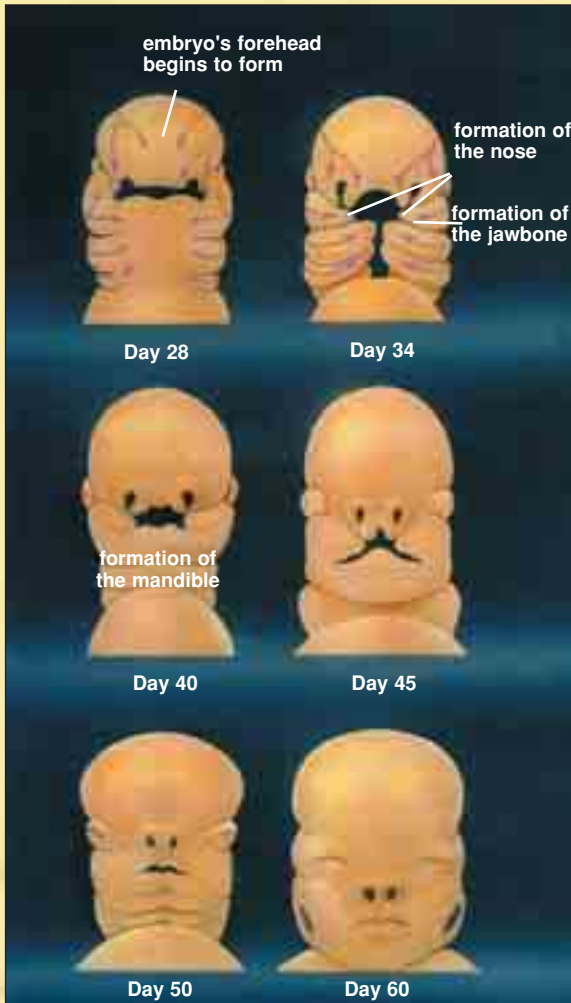 embryo's forehead
begins to form
formation of
the nose
formation of
the jawbone
Day 28
Day 34
formation of
the mandible
Day 40
Day 45
Day 50
Day 60